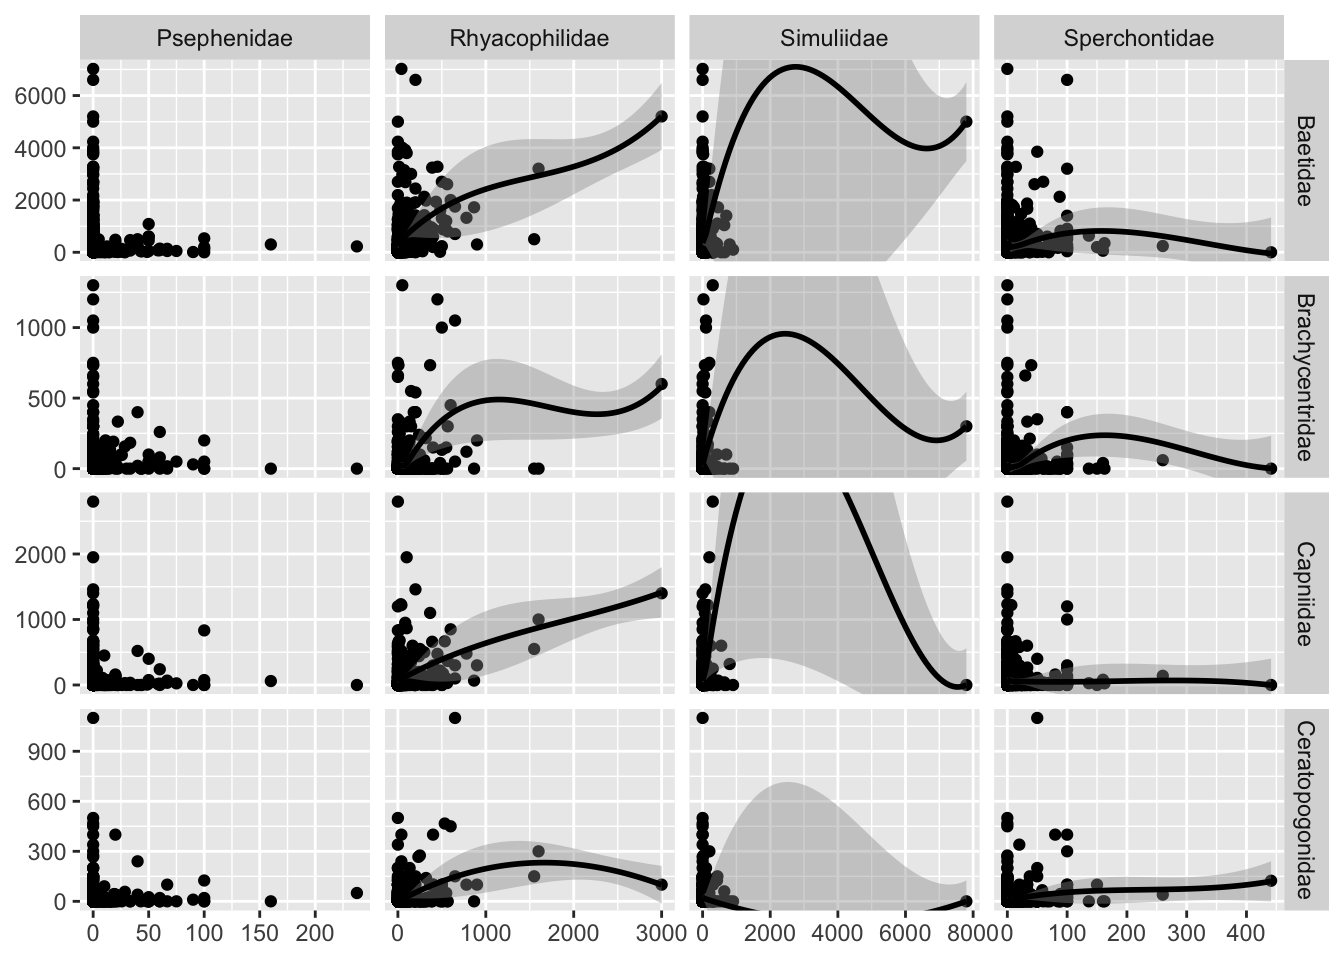 Psephenidae Rhyacophilidae Simuliidae Sperchontidae
6000
4000
2000
0
Baetidae
1000
500
0
Brachycentridae
2000
1000
0
Capniidae
900
600
300
0
Ceratopogonidae
0 50 100 150 200 0 1000 2000 3000 0 2000 4000 6000 8000 0 100 200 300 400